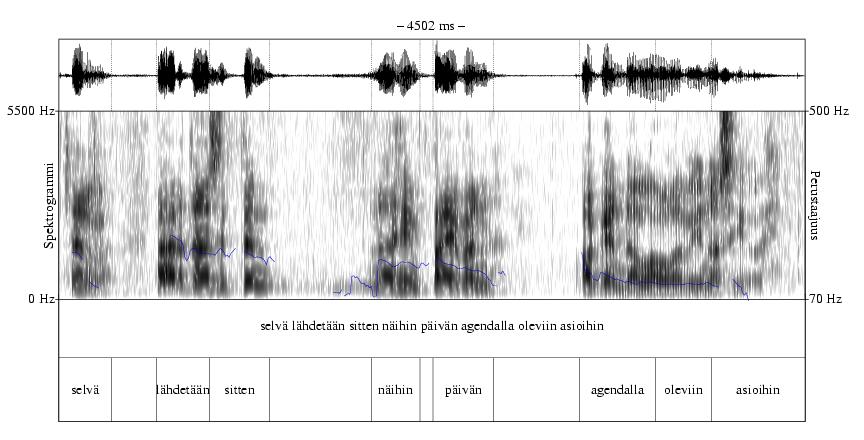 – 4502 ms –
5500 Hz
500 Hz
Spektrogrammi
Perustaajuus
0 Hz
70 Hz
selvä lähdetään sitten näihin päivän agendalla oleviin asioihin
selvä lähdetään sitten näihin päivän agendalla oleviin asioihin